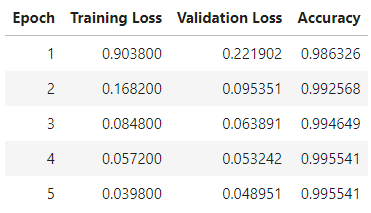 Epoch Training Loss Validation Loss Accuracy
1 0.903800 0.221902 0.986326
2 0.168200 0.095351 0.992568
3 0.084800 0.063891 0.994649
4 0.057200 0.053242 0.995541
5 0.039800 0.048951 0.995541